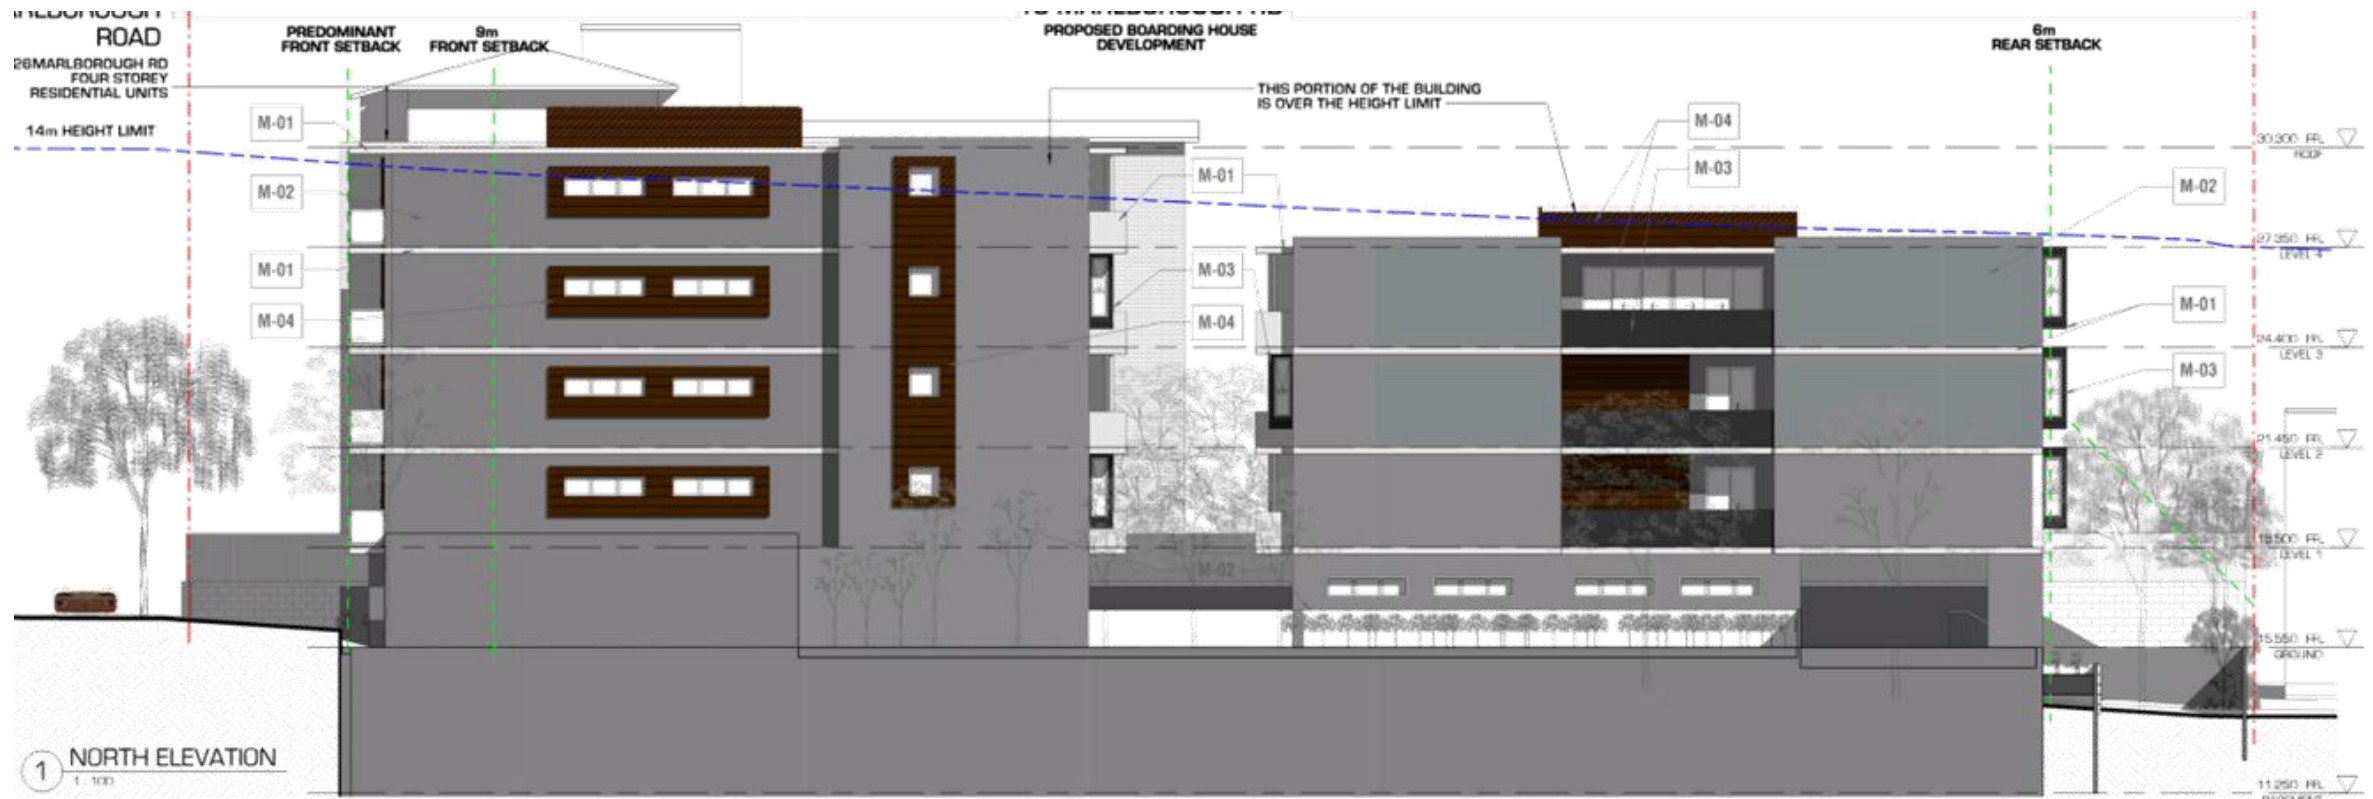 ROAD
26MARLBOROUGH RD
FOUR STOREY
RESIDENTIAL UNITS
14m HEIGHT LIMIT
PREDOMINANT
FRONT SETBACK
9m
FRONT SETBACK
PROPOSED BOARDING HOUSE
DEVELOPMENT
THIS PORTION OF THE BUILDING
IS OVER THE HEIGHT LIMIT
6m
REAR SETBACK
M-01
M-02
M-01
M-04
M-01
M-03
M-04
M-02
M-04
M-03
M-02
M-01
M-03
30.300 FFL
ROOF
27.350 FFL
LEVEL 4
24.400 FFL
LEVEL 3
21.450 FFL
LEVEL 2
18.500 FFL
LEVEL 1
15.550 FFL
GROUND
11.250 FFL
1 NORTH ELEVATION
1 : 100